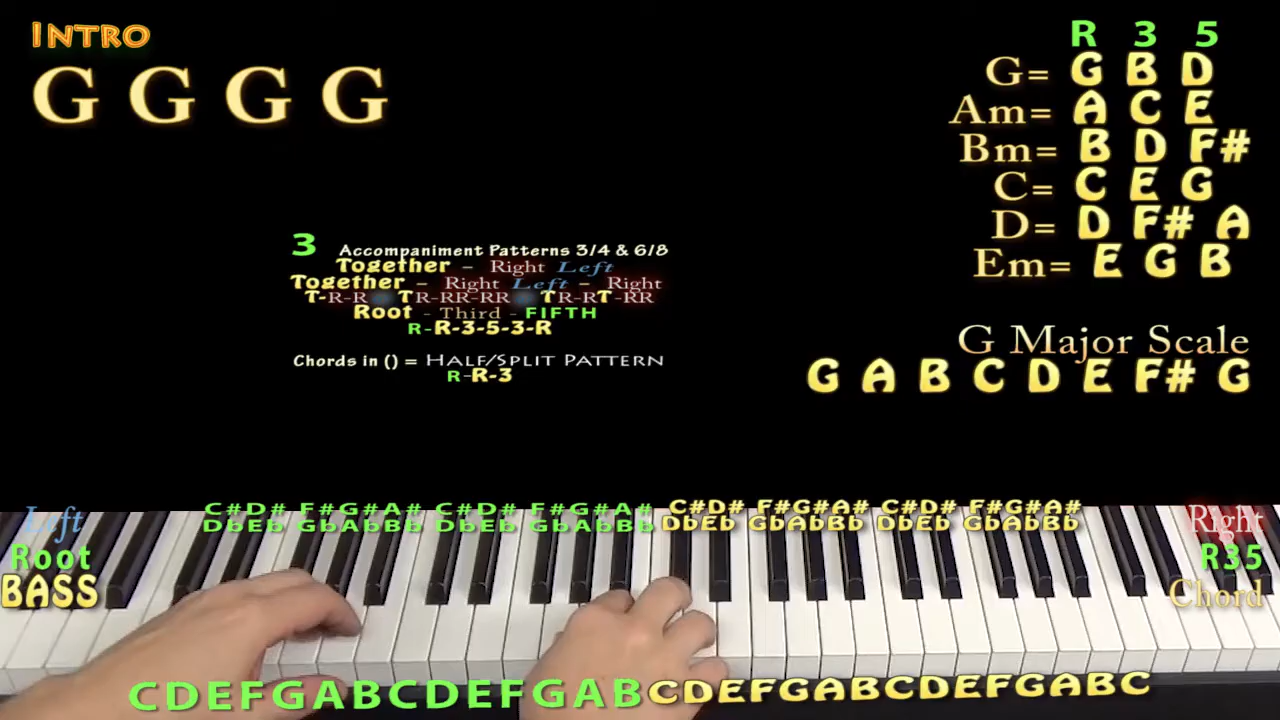 INTRO
G G G G
R 3 5
G= G B D
Am= A C E
Bm= B D F#
C= C E G
D= D F# A
Em= E G B
3 Accompaniment Patterns 3/4 & 6/8
Together - Right Left
Together - Right Left - Right
T-R-R TR-RR-RR TR-RT-RR
Root - Third - FIFTH
R-R-3-5-3-R
Chords in () = HALF/SPLIT PATTERN
R-R-3
G Major Scale
G A B C D E F# G
C#D# F#G#A# C#D# F#G#A# C#D# F#G#A# C#D# F#G#A#
DbEb GbAbBb DbEb GbAbBb DbEb GbAbBb DbEb GbAbBb
Left
Root
BASS
Right
R35
Chord
CDEFGABCDEFGABCDEFGABCDEFGABC